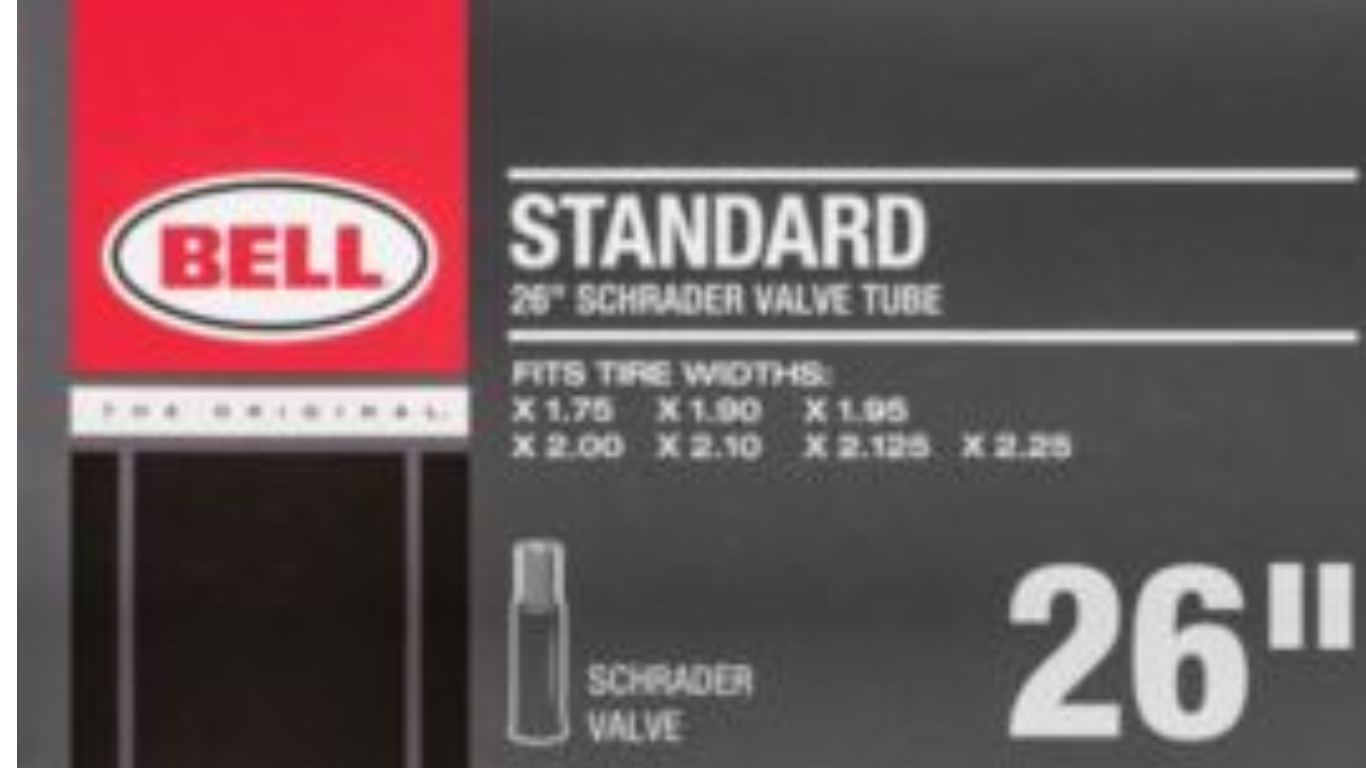 BELL
THE ORIGINAL.
STANDARD
26" SCHRADER VALVE TUBE
FITS TIRE WIDTHS:
X 1.75 X 1.90 X 1.95
X 2.00 X 2.10 X 2.125 X 2.25
SCHRADER
VALVE
26"